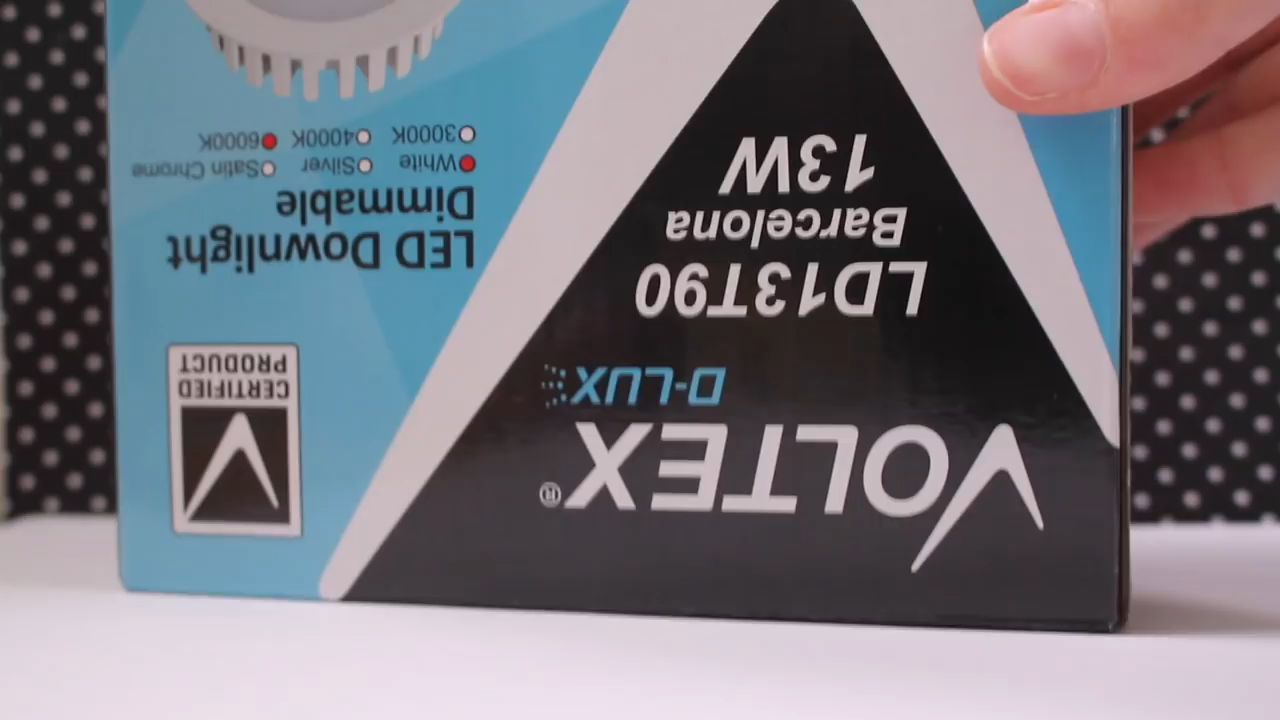 VOLTEX®
D-LUX
LD13T90
Barcelona
13W
CERTIFIED
PRODUCT
LED Downlight
Dimmable
White Silver Satin Chrome
3000K 4000K 6000K